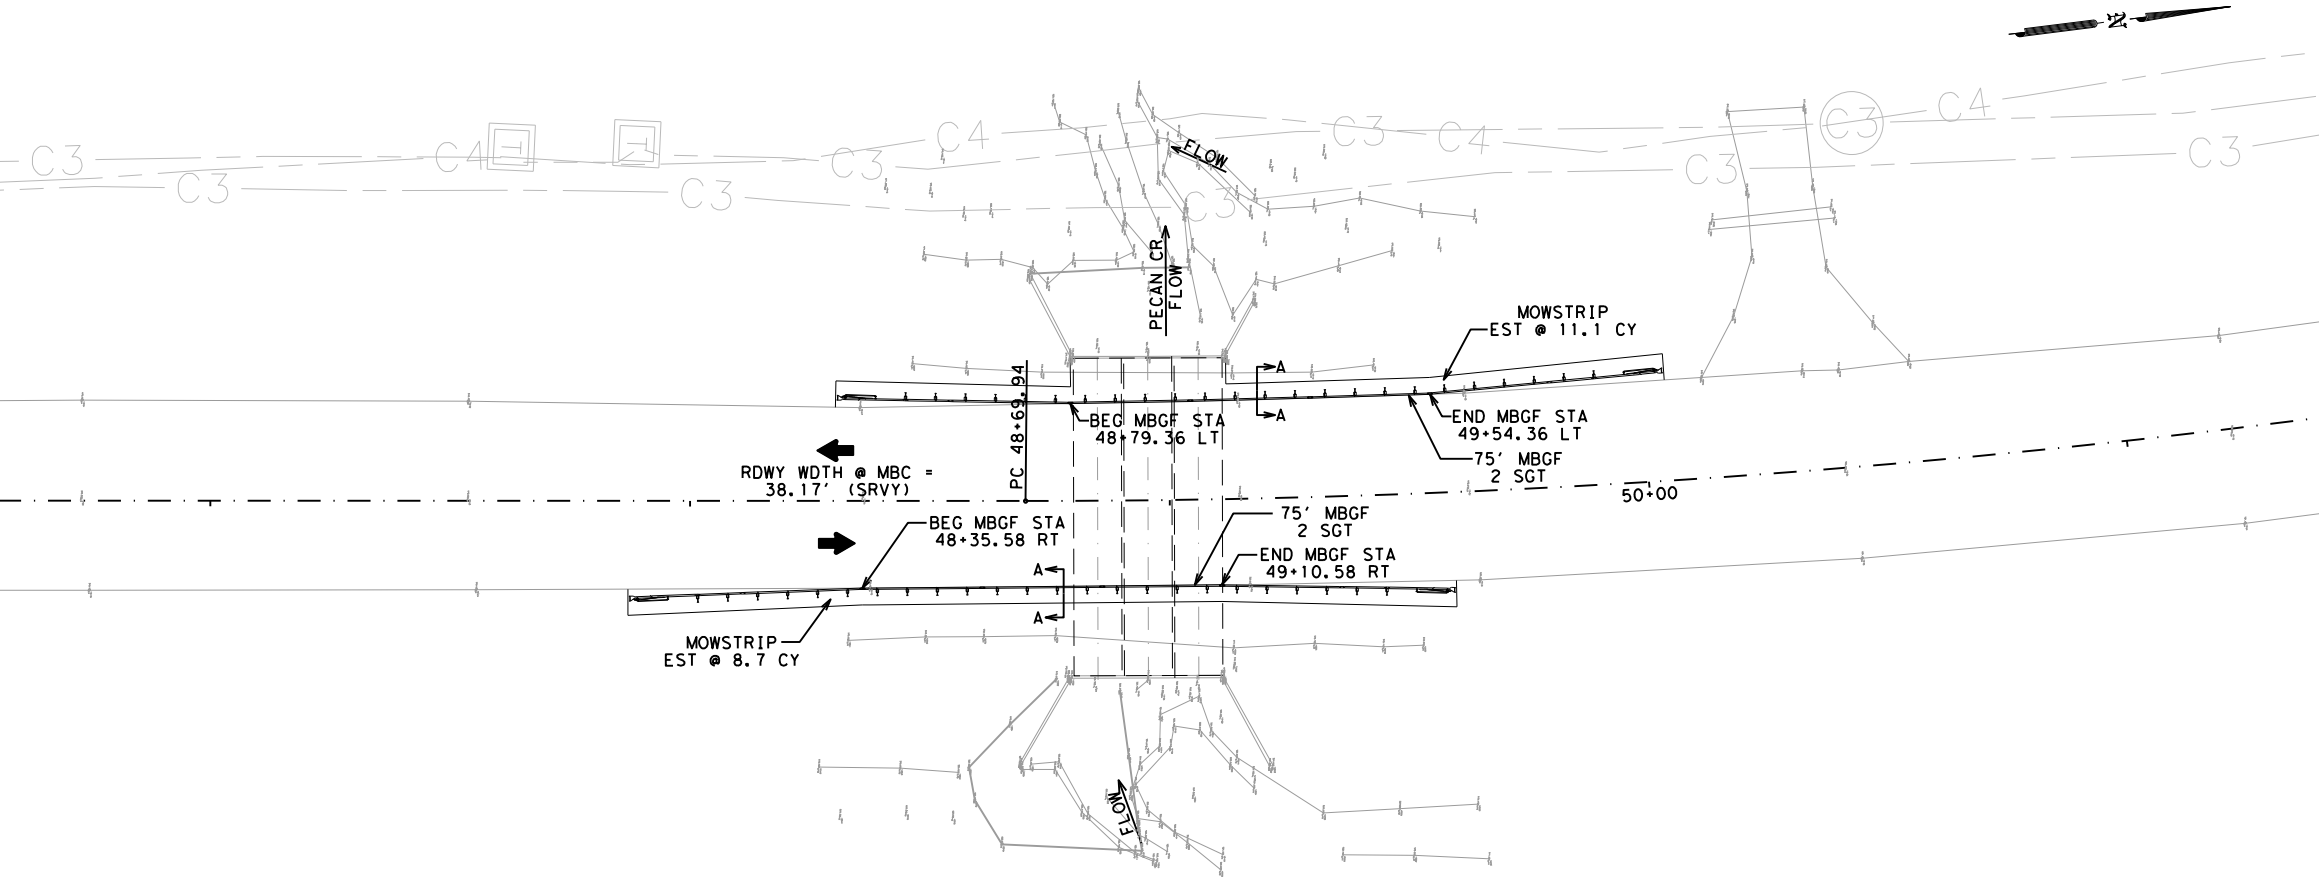 N
C3
C4
C3
C4
C3
C4
C3
C3
C3
C3
C3
C4
C3
T
T
FLOW
PECAN CR
FLOW
C3
MOWSTRIP
EST @ 11.1 CY
PC 48+69.94
A
A
BEG MBGF STA
48+79.36 LT
END MBGF STA
49+54.36 LT
75' MBGF
2 SGT
RDWY WDTH @ MBC =
38.17' (SRVY)
50+00
BEG MBGF STA
48+35.58 RT
75' MBGF
2 SGT
END MBGF STA
49+10.58 RT
A
A
MOWSTRIP
EST @ 8.7 CY
FLOW